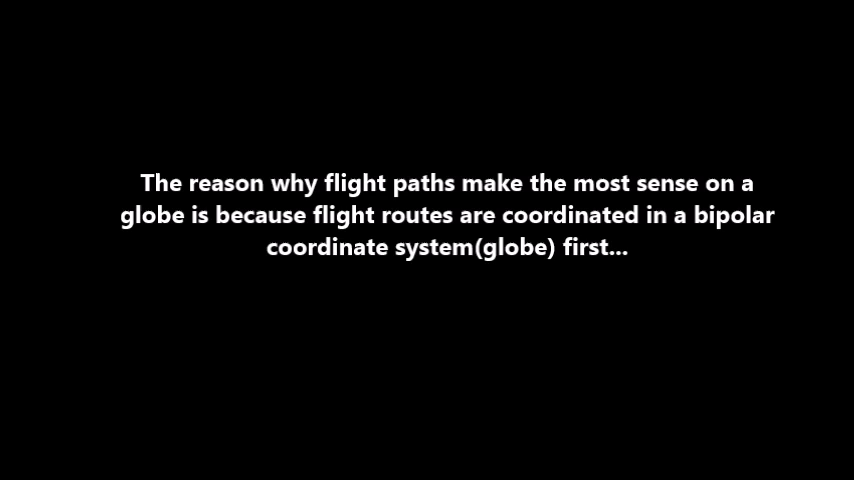 The reason why flight paths make the most sense on a
globe is because flight routes are coordinated in a bipolar
coordinate system(globe) first...